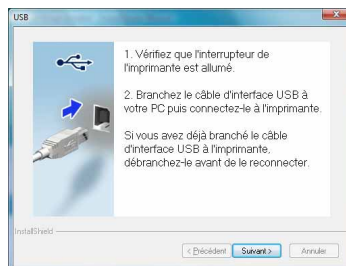 USB
1. Vérifiez que l'interrupteur de
l'imprimante est allumé.
2. Branchez le câble d'interface USB à
votre PC puis connectez-le à l'imprimante.
Si vous avez déjà branché le câble
d'interface USB à l'imprimante,
débranchez-le avant de le reconnecter.
InstallShield
< Précédent Suivant > Annuler